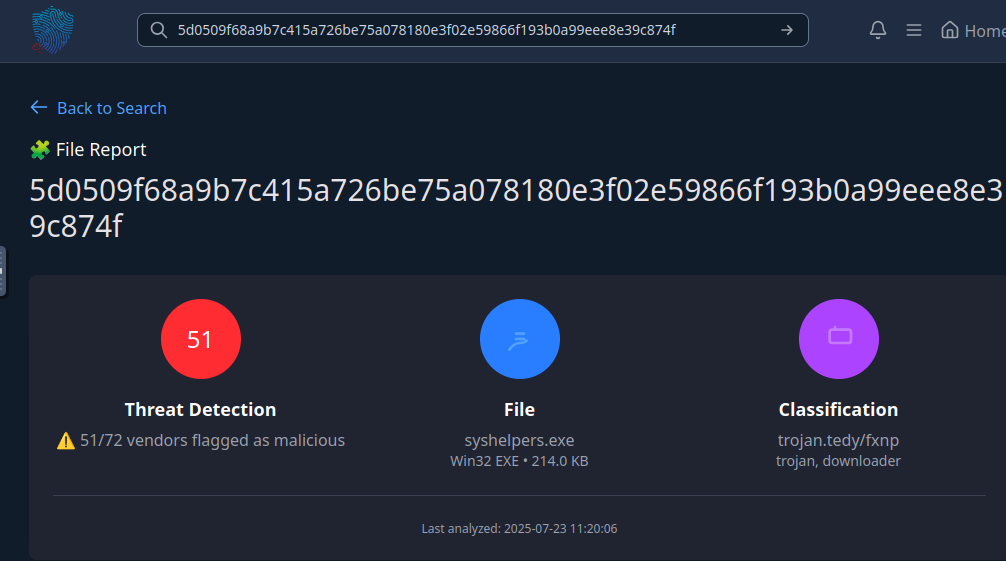 5d0509f68a9b7c415a726be75a078180e3f02e59866f193b0a99eee8e39c874f
Home
Back to Search
File Report
5d0509f68a9b7c415a726be75a078180e3f02e59866f193b0a99eee8e3
9c874f
51
Threat Detection
51/72 vendors flagged as malicious
File
syshelpers.exe
Win32 EXE • 214.0 KB
Classification
trojan.tedy/fxnp
trojan, downloader
Last analyzed: 2025-07-23 11:20:06